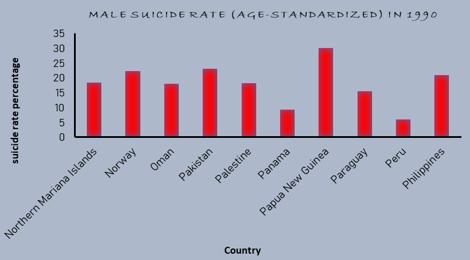 MALE SUICIDE RATE (AGE-STANDARDIZED) IN 1990
suicide rate percentage
35
30
25
20
15
10
5
0
Northern Mariana Islands
Norway
Oman
Pakistan
Palestine
Panama
Papua New Guinea
Paraguay
Peru
Philippines
Country